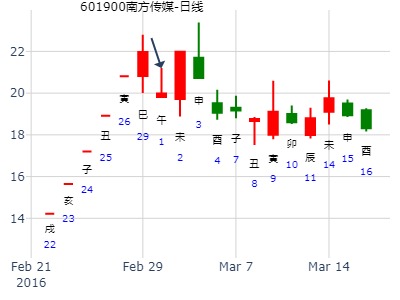 601900南方传媒-日线
22
20
18
16
14
戌
22
亥
23
子
24
丑
25
寅
26
巳
29
午
1
未
2
申
3
酉
4
子
7
丑
8
寅
9
卯
10
辰
11
未
14
申
15
酉
16
Feb 21
2016
Feb 29
Mar 7
Mar 14